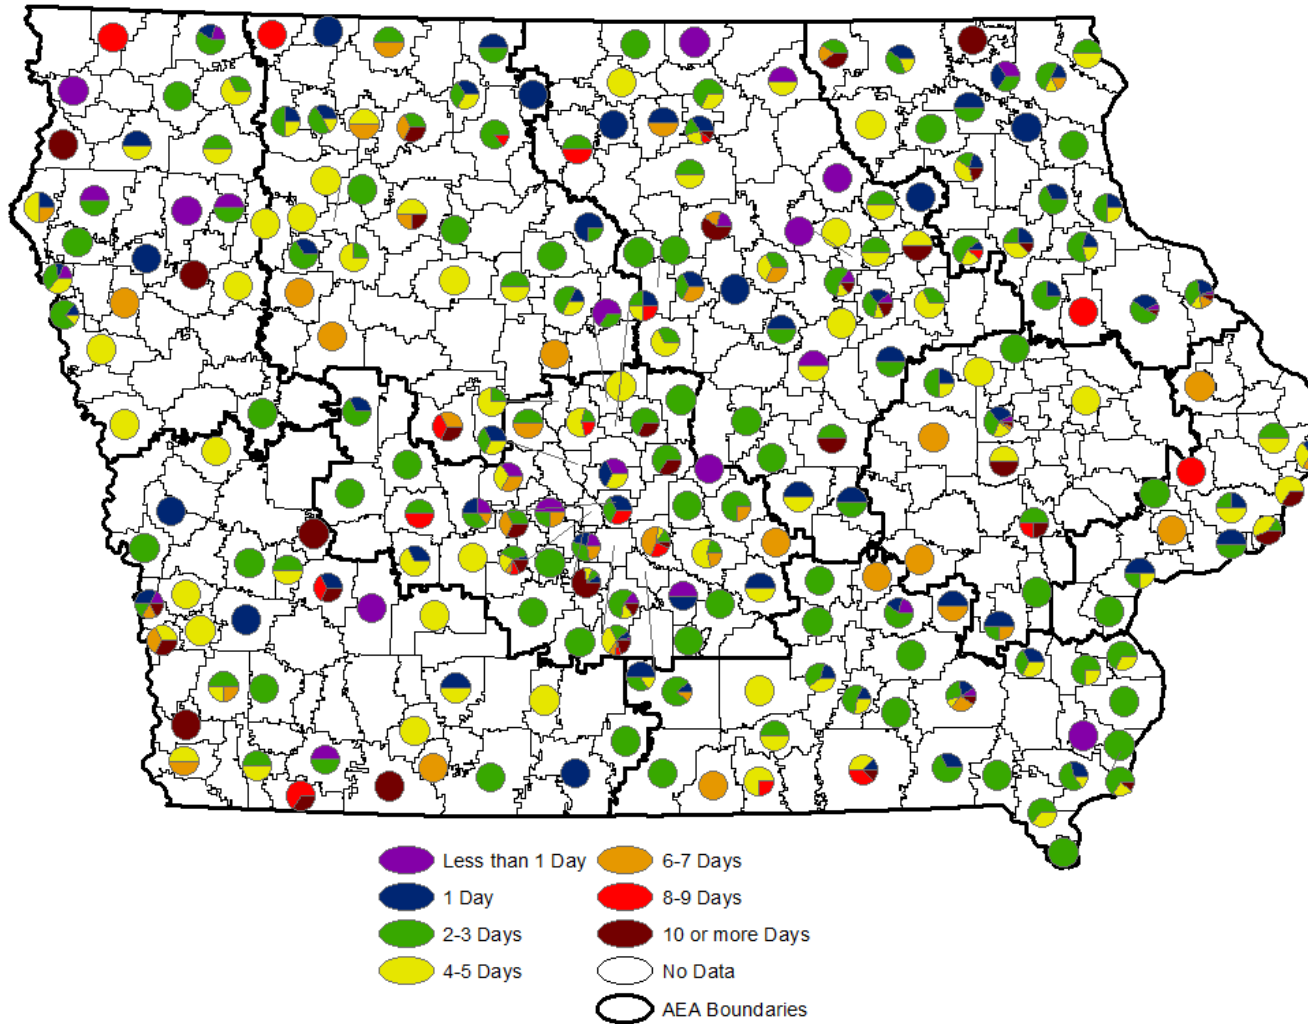 Less than 1 Day
1 Day
2-3 Days
4-5 Days
6-7 Days
8-9 Days
10 or more Days
No Data
AEA Boundaries